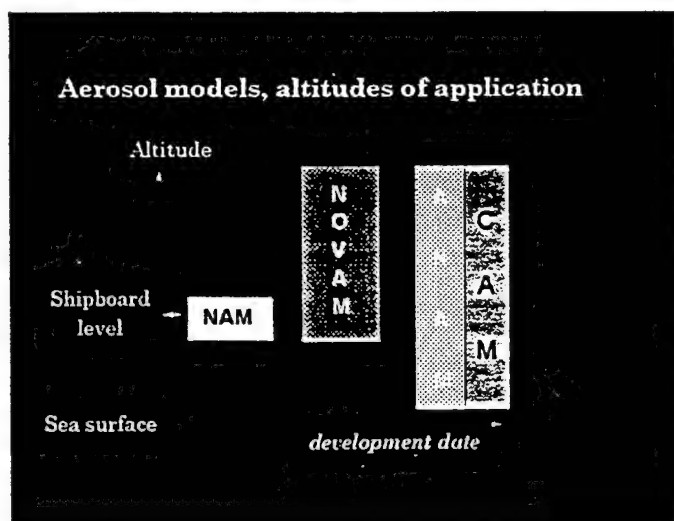 Aerosol models, altitudes of application
Altitude
N
O
V
A
M
C
A
M
Shipboard
level
NAM
Sea surface
development date